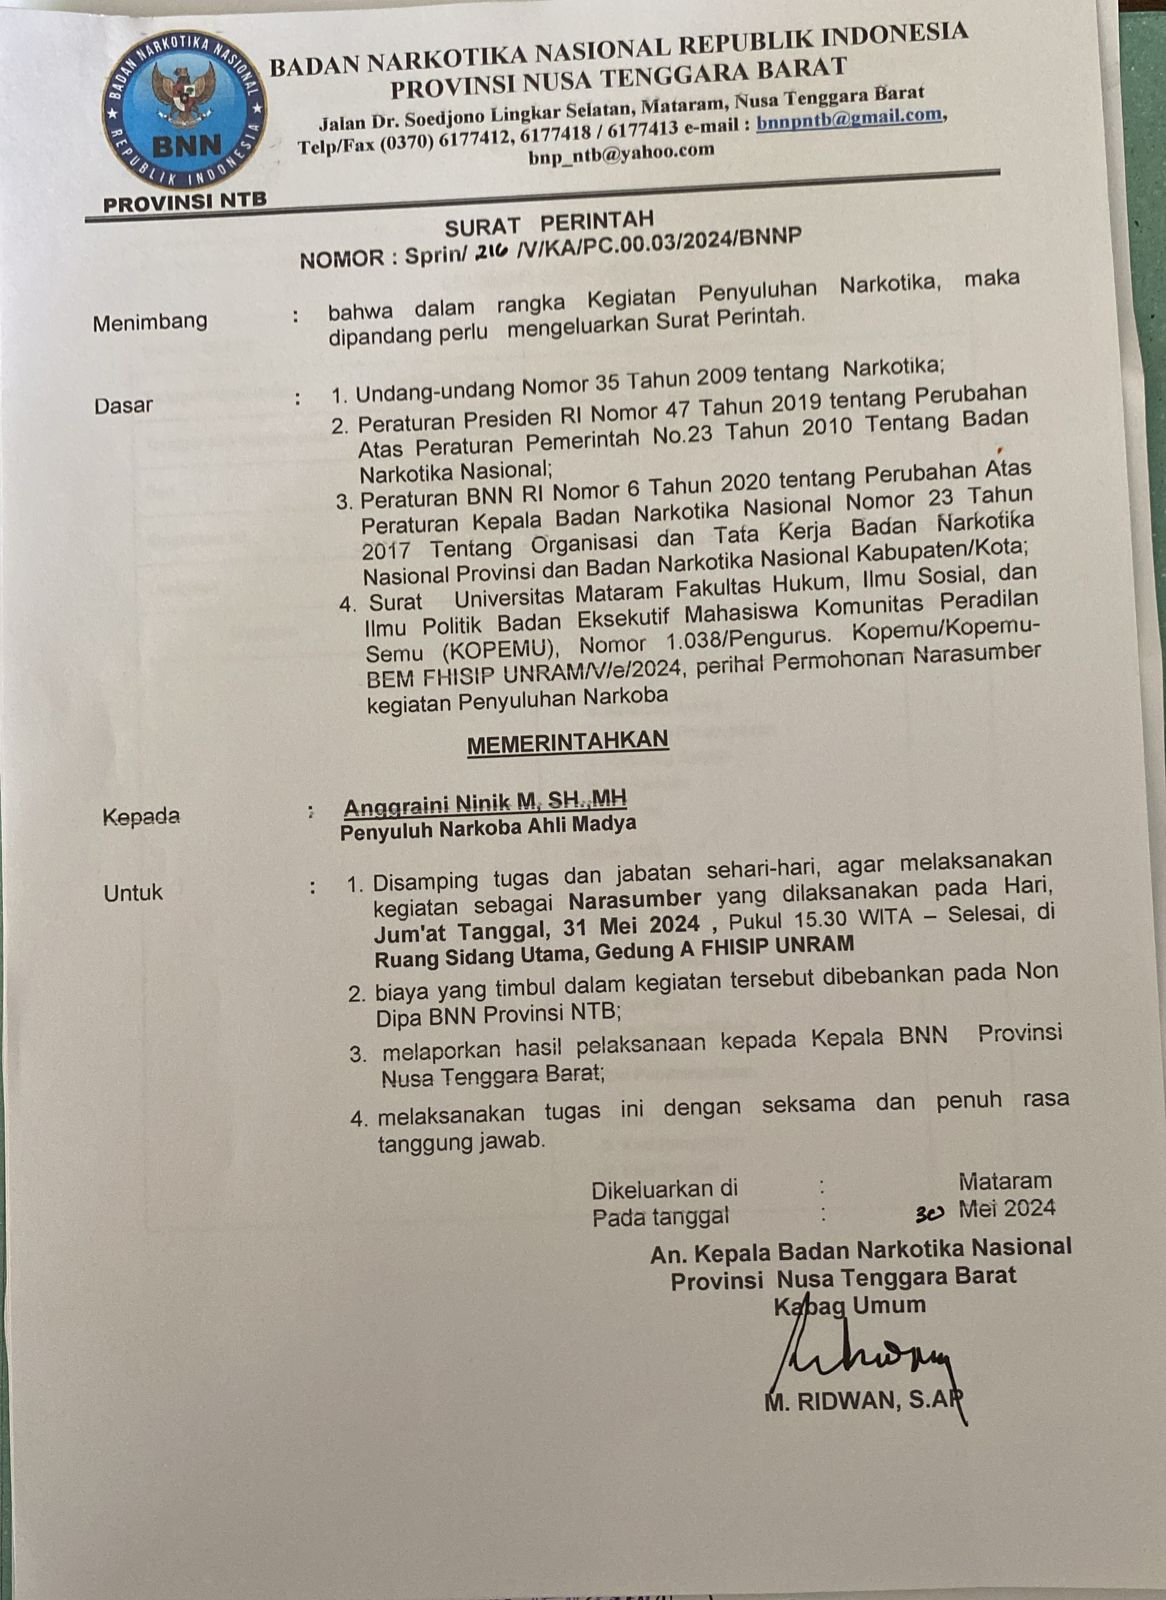 BADAN NARKOTIKA NASIONAL
REPUBLIK INDONESIA
BNN
PROVINSI NTB
BADAN NARKOTIKA NASIONAL REPUBLIK INDONESIA
PROVINSI NUSA TENGGARA BARAT
Jalan Dr. Soedjono Lingkar Selatan, Mataram, Nusa Tenggara Barat
Telp/Fax (0370) 6177412, 6177418 / 6177413 e-mail : bnnpntb@gmail.com,
bnp_ntb@yahoo.com
SURAT PERINTAH
NOMOR : Sprin/ 216 /V/KA/PC.00.03/2024/BNNP
Menimbang : bahwa dalam rangka Kegiatan Penyuluhan Narkotika, maka
dipandang perlu mengeluarkan Surat Perintah.
Dasar : 1. Undang-undang Nomor 35 Tahun 2009 tentang Narkotika;
2. Peraturan Presiden RI Nomor 47 Tahun 2019 tentang Perubahan
Atas Peraturan Pemerintah No.23 Tahun 2010 Tentang Badan
Narkotika Nasional;
3. Peraturan BNN RI Nomor 6 Tahun 2020 tentang Perubahan Atas
Peraturan Kepala Badan Narkotika Nasional Nomor 23 Tahun
2017 Tentang Organisasi dan Tata Kerja Badan Narkotika
Nasional Provinsi dan Badan Narkotika Nasional Kabupaten/Kota;
4. Surat Universitas Mataram Fakultas Hukum, Ilmu Sosial, dan
Ilmu Politik Badan Eksekutif Mahasiswa Komunitas Peradilan
Semu (KOPEMU), Nomor 1.038/Pengurus. Kopemu/Kopemu-
BEM FHISIP UNRAM/V/e/2024, perihal Permohonan Narasumber
kegiatan Penyuluhan Narkoba
MEMERINTAHKAN
Kepada : Anggraini Ninik M, SH.,MH
Penyuluh Narkoba Ahli Madya
Untuk : 1. Disamping tugas dan jabatan sehari-hari, agar melaksanakan
kegiatan sebagai Narasumber yang dilaksanakan pada Hari,
Jum'at Tanggal, 31 Mei 2024 , Pukul 15.30 WITA – Selesai, di
Ruang Sidang Utama, Gedung A FHISIP UNRAM
2. biaya yang timbul dalam kegiatan tersebut dibebankan pada Non
Dipa BNN Provinsi NTB;
3. melaporkan hasil pelaksanaan kepada Kepala BNN Provinsi
Nusa Tenggara Barat;
4. melaksanakan tugas ini dengan seksama dan penuh rasa
tanggung jawab.
Dikeluarkan di : Mataram
Pada tanggal : 30 Mei 2024
An. Kepala Badan Narkotika Nasional
Provinsi Nusa Tenggara Barat
Kabag Umum
M. RIDWAN, S.AP